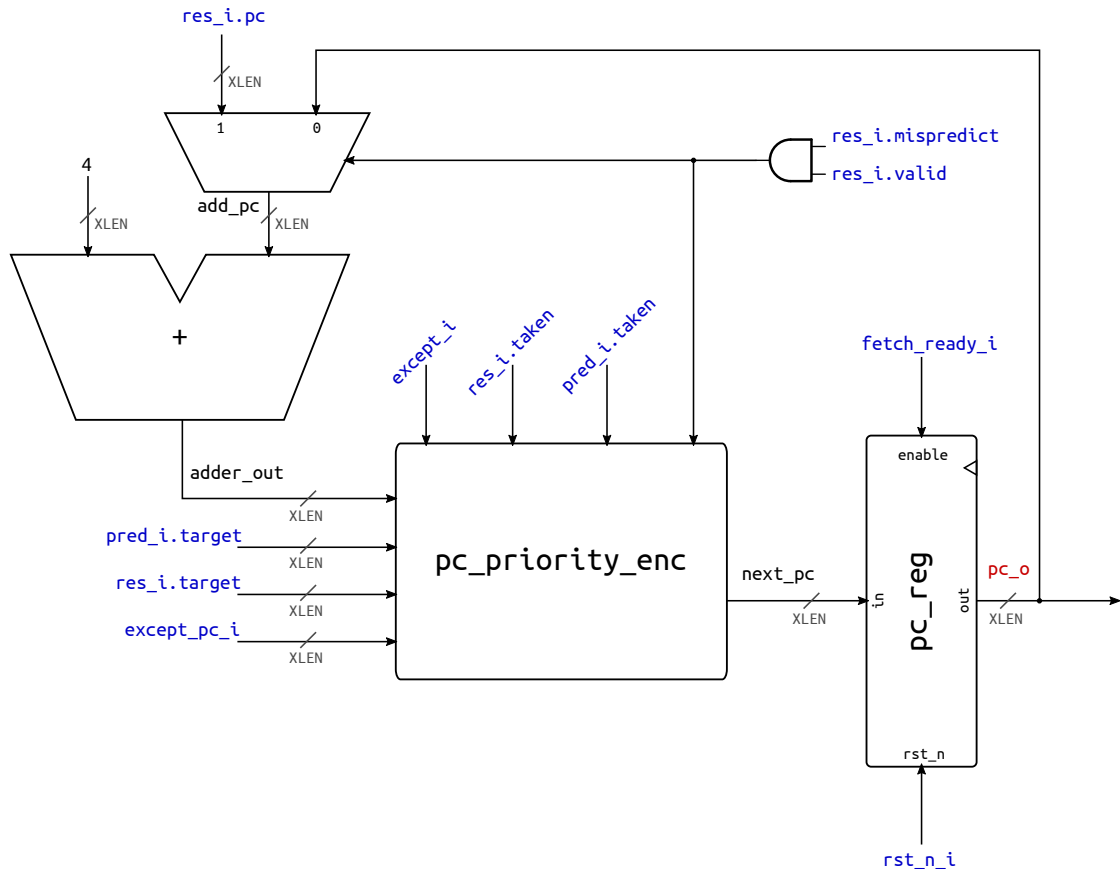 res_i.pc
XLEN
1
0
res_i.mispredict
res_i.valid
4
XLEN
add_pc
XLEN
+
except_i
res_i.taken
pred_i.taken
fetch_ready_i
enable
adder_out
XLEN
pred_i.target
XLEN
res_i.target
XLEN
except_pc_i
XLEN
pc_priority_enc
next_pc
XLEN
in
pc_reg
out
pc_o
XLEN
rst_n
rst_n_i